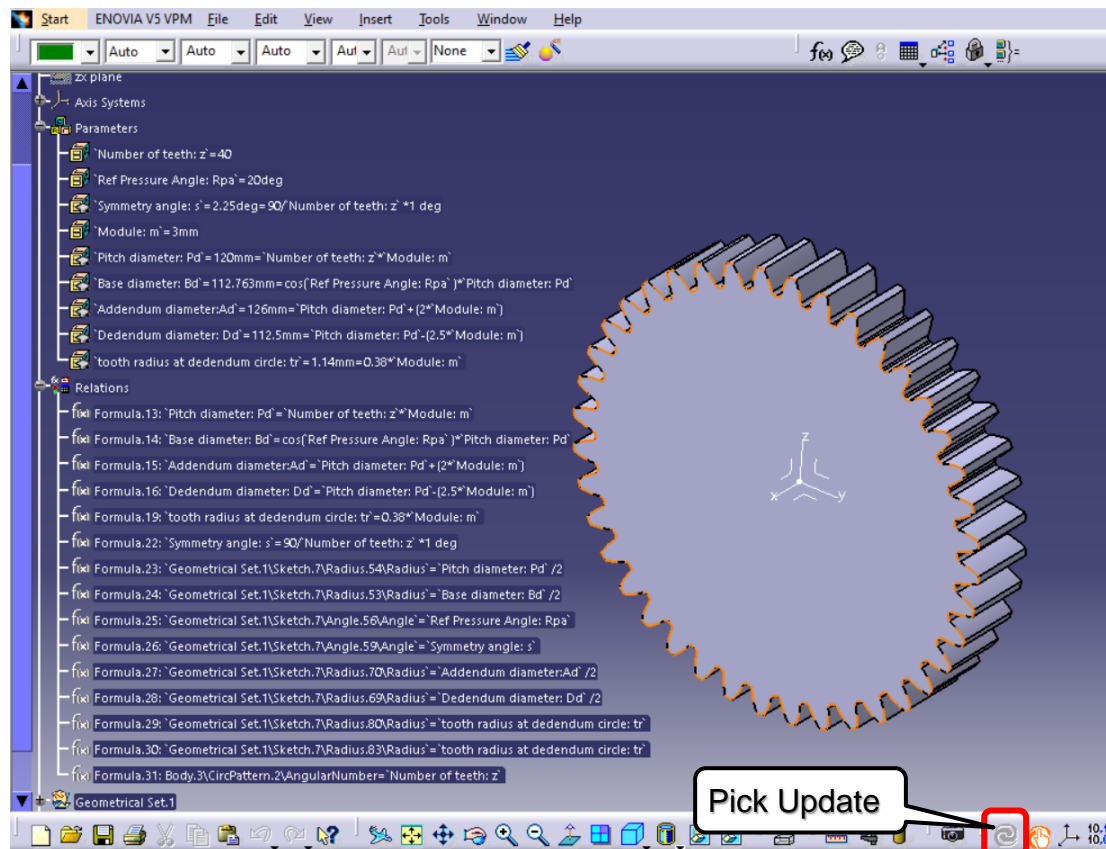 Start ENOVIA V5 VPM File Edit View Insert Tools Window Help
Auto Auto Auto Aut Aut None f(x)
zx plane
Axis Systems
Parameters
`Number of teeth: z`=40
`Ref Pressure Angle: Rpa`=20deg
`Symmetry angle: s`=2.25deg=90/`Number of teeth: z` *1 deg
`Module: m`=3mm
`Pitch diameter: Pd`=120mm=`Number of teeth: z`*`Module: m`
`Base diameter: Bd`=112.763mm=cos(`Ref Pressure Angle: Rpa` )*`Pitch diameter: Pd`
`Addendum diameter:Ad`=126mm=`Pitch diameter: Pd`+(2*`Module: m`)
`Dedendum diameter: Dd`=112.5mm=`Pitch diameter: Pd`-(2.5*`Module: m`)
`tooth radius at dedendum circle: tr`=1.14mm=0.38*`Module: m`
Relations
f(x) Formula.13: `Pitch diameter: Pd`=`Number of teeth: z`*`Module: m`
f(x) Formula.14: `Base diameter: Bd`=cos(`Ref Pressure Angle: Rpa` )*`Pitch diameter: Pd`
f(x) Formula.15: `Addendum diameter:Ad`=`Pitch diameter: Pd`+(2*`Module: m`)
f(x) Formula.16: `Dedendum diameter: Dd`=`Pitch diameter: Pd`-(2.5*`Module: m`)
f(x) Formula.19: `tooth radius at dedendum circle: tr`=0.38*`Module: m`
f(x) Formula.22: `Symmetry angle: s`=90/`Number of teeth: z` *1 deg
f(x) Formula.23: `Geometrical Set.1\Sketch.7\Radius.54\Radius`=`Pitch diameter: Pd` /2
f(x) Formula.24: `Geometrical Set.1\Sketch.7\Radius.53\Radius`=`Base diameter: Bd` /2
f(x) Formula.25: `Geometrical Set.1\Sketch.7\Angle.56\Angle`=`Ref Pressure Angle: Rpa`
f(x) Formula.26: `Geometrical Set.1\Sketch.7\Angle.59\Angle`=`Symmetry angle: s`
f(x) Formula.27: `Geometrical Set.1\Sketch.7\Radius.70\Radius`=`Addendum diameter:Ad` /2
f(x) Formula.28: `Geometrical Set.1\Sketch.7\Radius.69\Radius`=`Dedendum diameter: Dd` /2
f(x) Formula.29: `Geometrical Set.1\Sketch.7\Radius.80\Radius`=`tooth radius at dedendum circle: tr`
f(x) Formula.30: `Geometrical Set.1\Sketch.7\Radius.83\Radius`=`tooth radius at dedendum circle: tr`
f(x) Formula.31: Body.3\CircPattern.2\AngularNumber=`Number of teeth: z`
Geometrical Set.1
z
x y
Pick Update